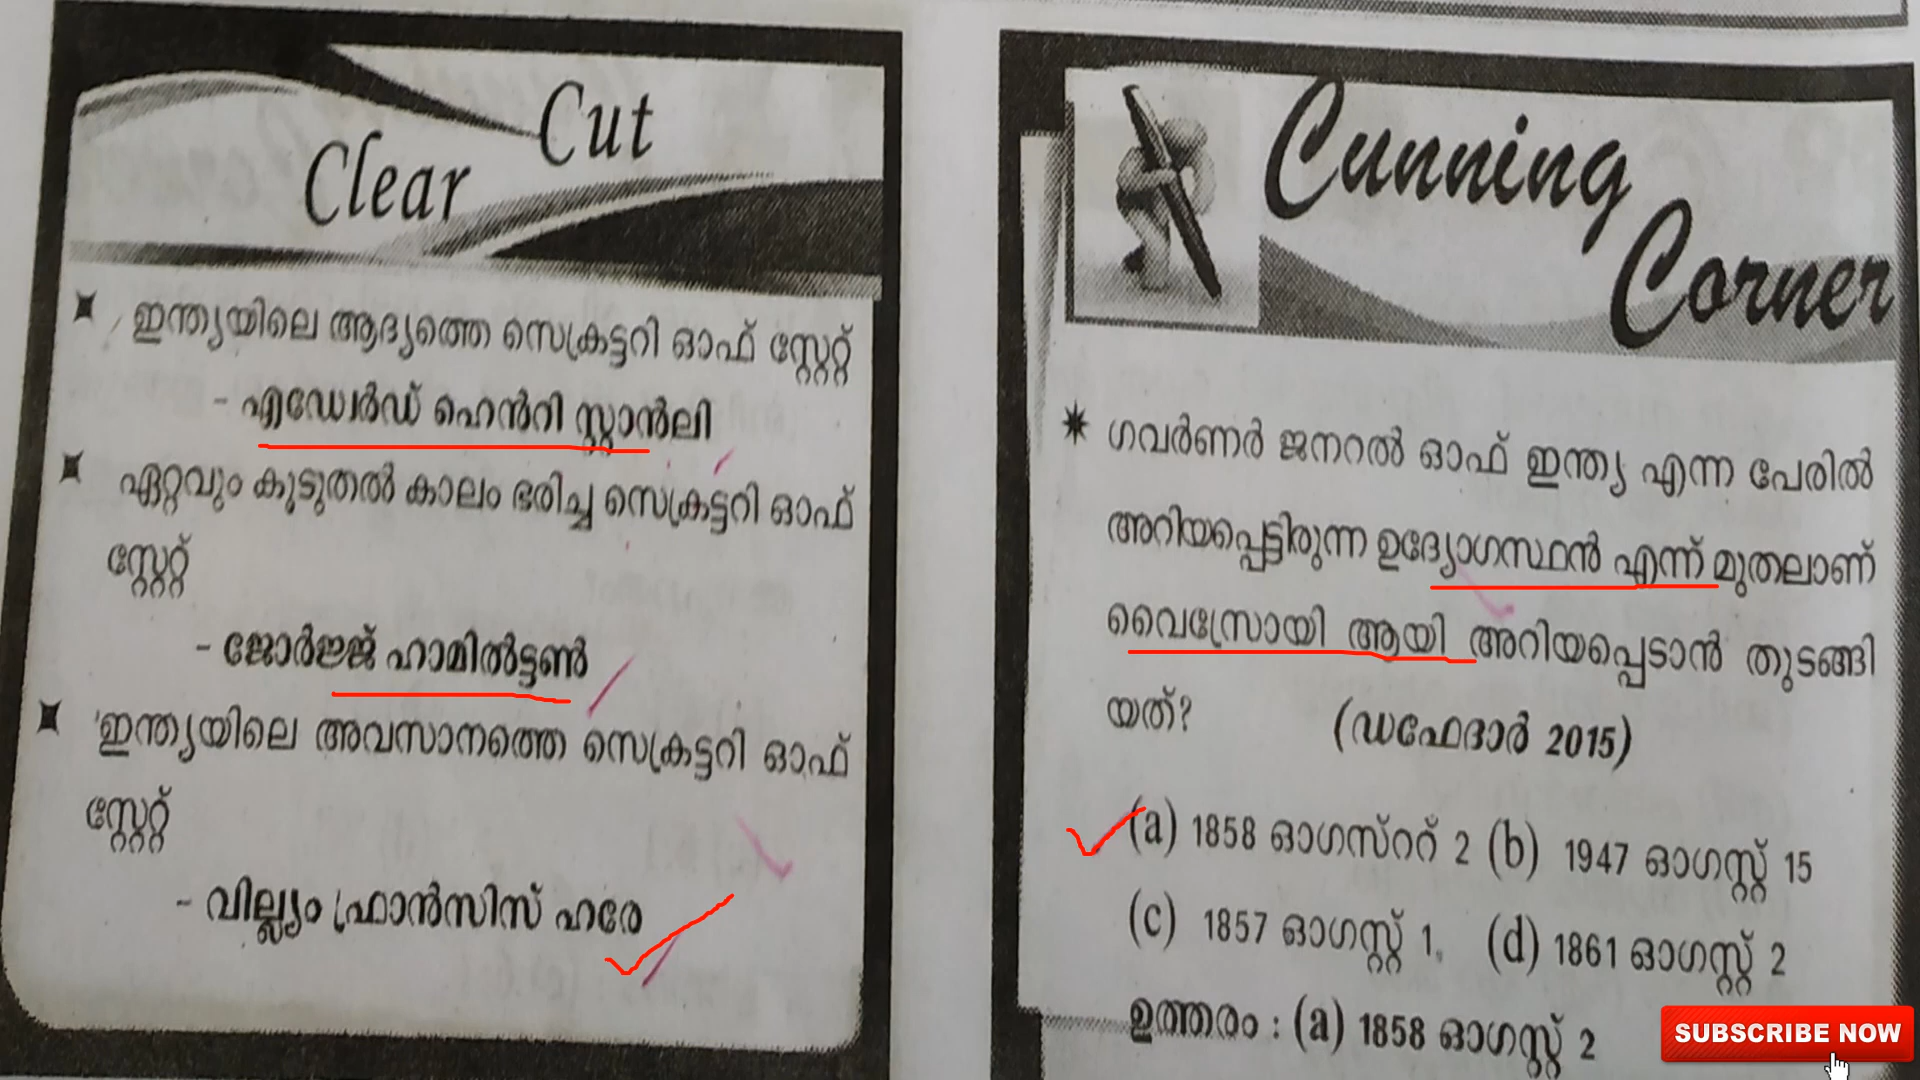 Clear Cut
ഇന്ത്യയിലെ ആദ്യത്തെ സെക്രട്ടറി ഓഫ് സ്റ്റേറ്റ്
- എഡ്വേർഡ് ഹെൻറി സ്റ്റാൻലി
ഏറ്റവും കൂടുതൽ കാലം ഭരിച്ച സെക്രട്ടറി ഓഫ്
സ്റ്റേറ്റ്
- ജോർജ്ജ് ഹാമിൽട്ടൺ
ഇന്ത്യയിലെ അവസാനത്തെ സെക്രട്ടറി ഓഫ്
സ്റ്റേറ്റ്
- വില്ല്യം ഫ്രാൻസിസ് ഹരേ
Cunning
Corner
ഗവർണർ ജനറൽ ഓഫ് ഇന്ത്യ എന്ന പേരിൽ
അറിയപ്പെട്ടിരുന്ന ഉദ്യോഗസ്ഥൻ എന്ന് മുതലാണ്
വൈസ്രോയി ആയി അറിയപ്പെടാൻ തുടങ്ങി
യത്? (ഡഫേദാർ 2015)
(a) 1858 ഓഗസ്ററ് 2 (b) 1947 ഓഗസ്റ്റ് 15
(c) 1857 ഓഗസ്റ്റ് 1, (d) 1861 ഓഗസ്റ്റ് 2
ഉത്തരം : (a) 1858 ഓഗസ്റ്റ് 2
SUBSCRIBE NOW